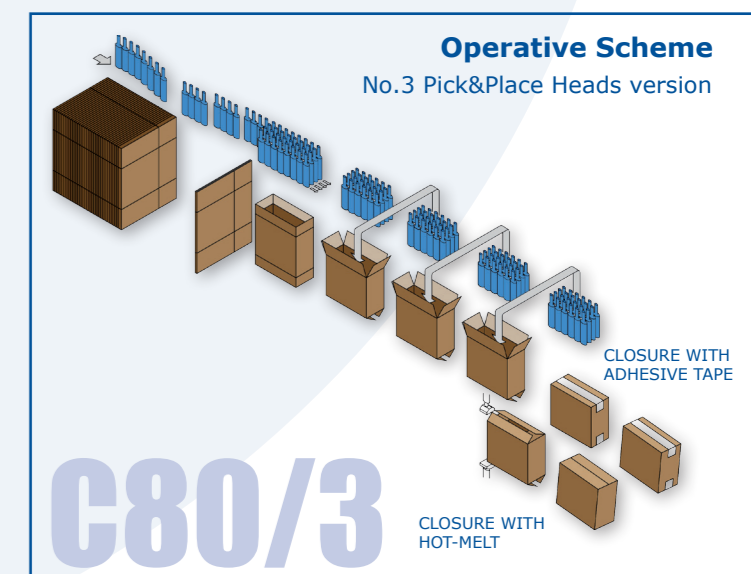 Operative Scheme
No.3 Pick&Place Heads version
CLOSURE WITH
ADHESIVE TAPE
C80/3
CLOSURE WITH
HOT-MELT